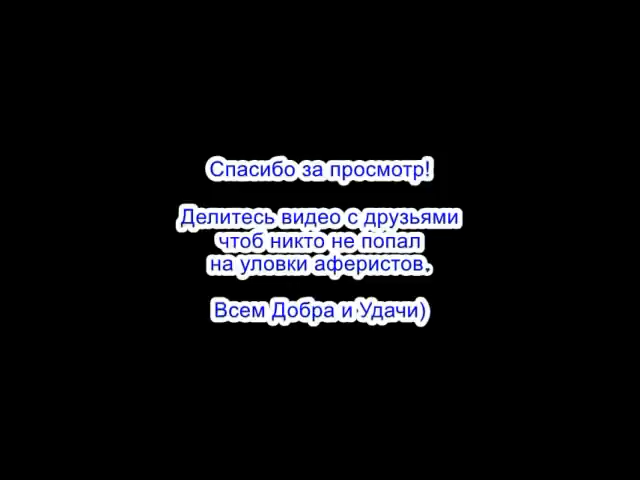 Спасибо за просмотр!
Делитесь видео с друзьями
чтоб никто не попал
на уловки аферистов.
Всем Добра и Удачи)